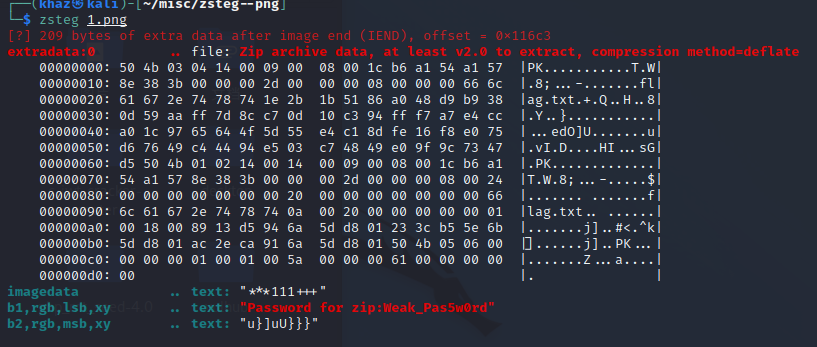 ┌──(khaz㉿kali)-[~/misc/zsteg--png]
└─$ zsteg 1.png
[?] 209 bytes of extra data after image end (IEND), offset = 0×116c3
extradata:0 .. file: Zip archive data, at least v2.0 to extract, compression method=deflate
00000000: 50 4b 03 04 14 00 09 00 08 00 1c b6 a1 54 a1 57 |PK...........T.W|
00000010: 8e 38 3b 00 00 00 2d 00 00 00 08 00 00 00 66 6c |.8;...-.......fl|
00000020: 61 67 2e 74 78 74 1e 2b 1b 51 86 a0 48 d9 b9 38 |ag.txt.+.Q..H..8|
00000030: 0d 59 aa ff 7d 8c c7 0d 10 c3 94 ff f7 a7 e4 cc |.Y..}...........|
00000040: a0 1c 97 65 64 4f 5d 55 e4 c1 8d fe 16 f8 e0 75 |...edO]U.......u|
00000050: d6 76 49 c4 44 94 e5 03 c7 48 49 e0 9f 9c 73 47 |.vI.D....HI...sG|
00000060: d5 50 4b 01 02 14 00 14 00 09 00 08 00 1c b6 a1 |.PK.............|
00000070: 54 a1 57 8e 38 3b 00 00 00 2d 00 00 00 08 00 24 |T.W.8;...-.....$|
00000080: 00 00 00 00 00 00 00 20 00 00 00 00 00 00 00 66 |....... .......f|
00000090: 6c 61 67 2e 74 78 74 0a 00 20 00 00 00 00 00 01 |lag.txt.. ......|
000000a0: 00 18 00 89 13 d5 94 6a 5d d8 01 23 3c b5 5e 6b |.......j]..#<.^k|
000000b0: 5d d8 01 ac 2e ca 91 6a 5d d8 01 50 4b 05 06 00 |]......j]..PK...|
000000c0: 00 00 00 01 00 01 00 5a 00 00 00 61 00 00 00 00 |.......Z...a....|
000000d0: 00 |. |
imagedata .. text: "***111+++"
b1,rgb,lsb,xy .. text: "Password for zip:Weak_Pas5w0rd"
b2,rgb,msb,xy .. text: "u}]uU}}}"